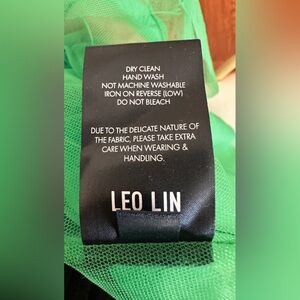 DRY CLEAN
HAND WASH
NOT MACHINE WASHABLE
IRON ON REVERSE (LOW)
DO NOT BLEACH
DUE TO THE DELICATE NATURE OF
THE FABRIC, PLEASE TAKE EXTRA
CARE WHEN WEARING &
HANDLING.
LEO LIN